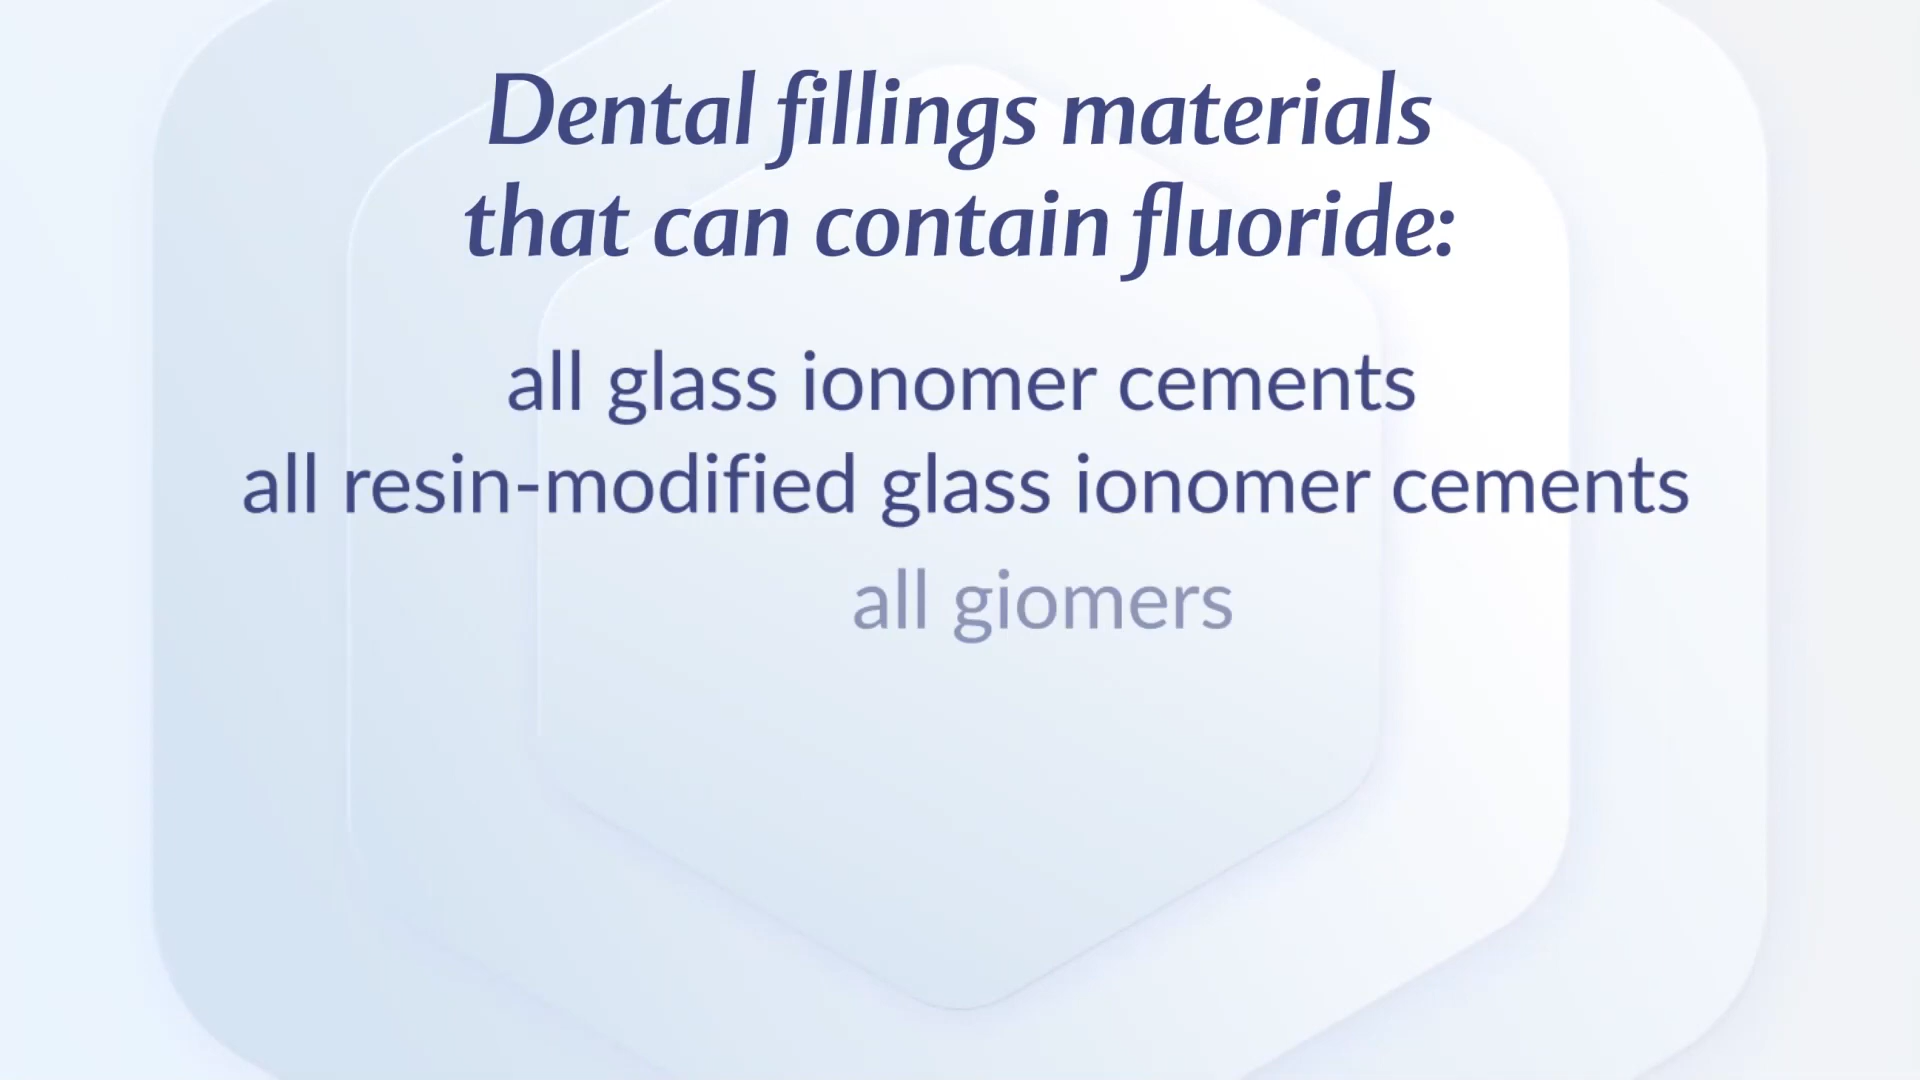 Dental fillings materials
that can contain fluoride:
all glass ionomer cements
all resin-modified glass ionomer cements
all giomers